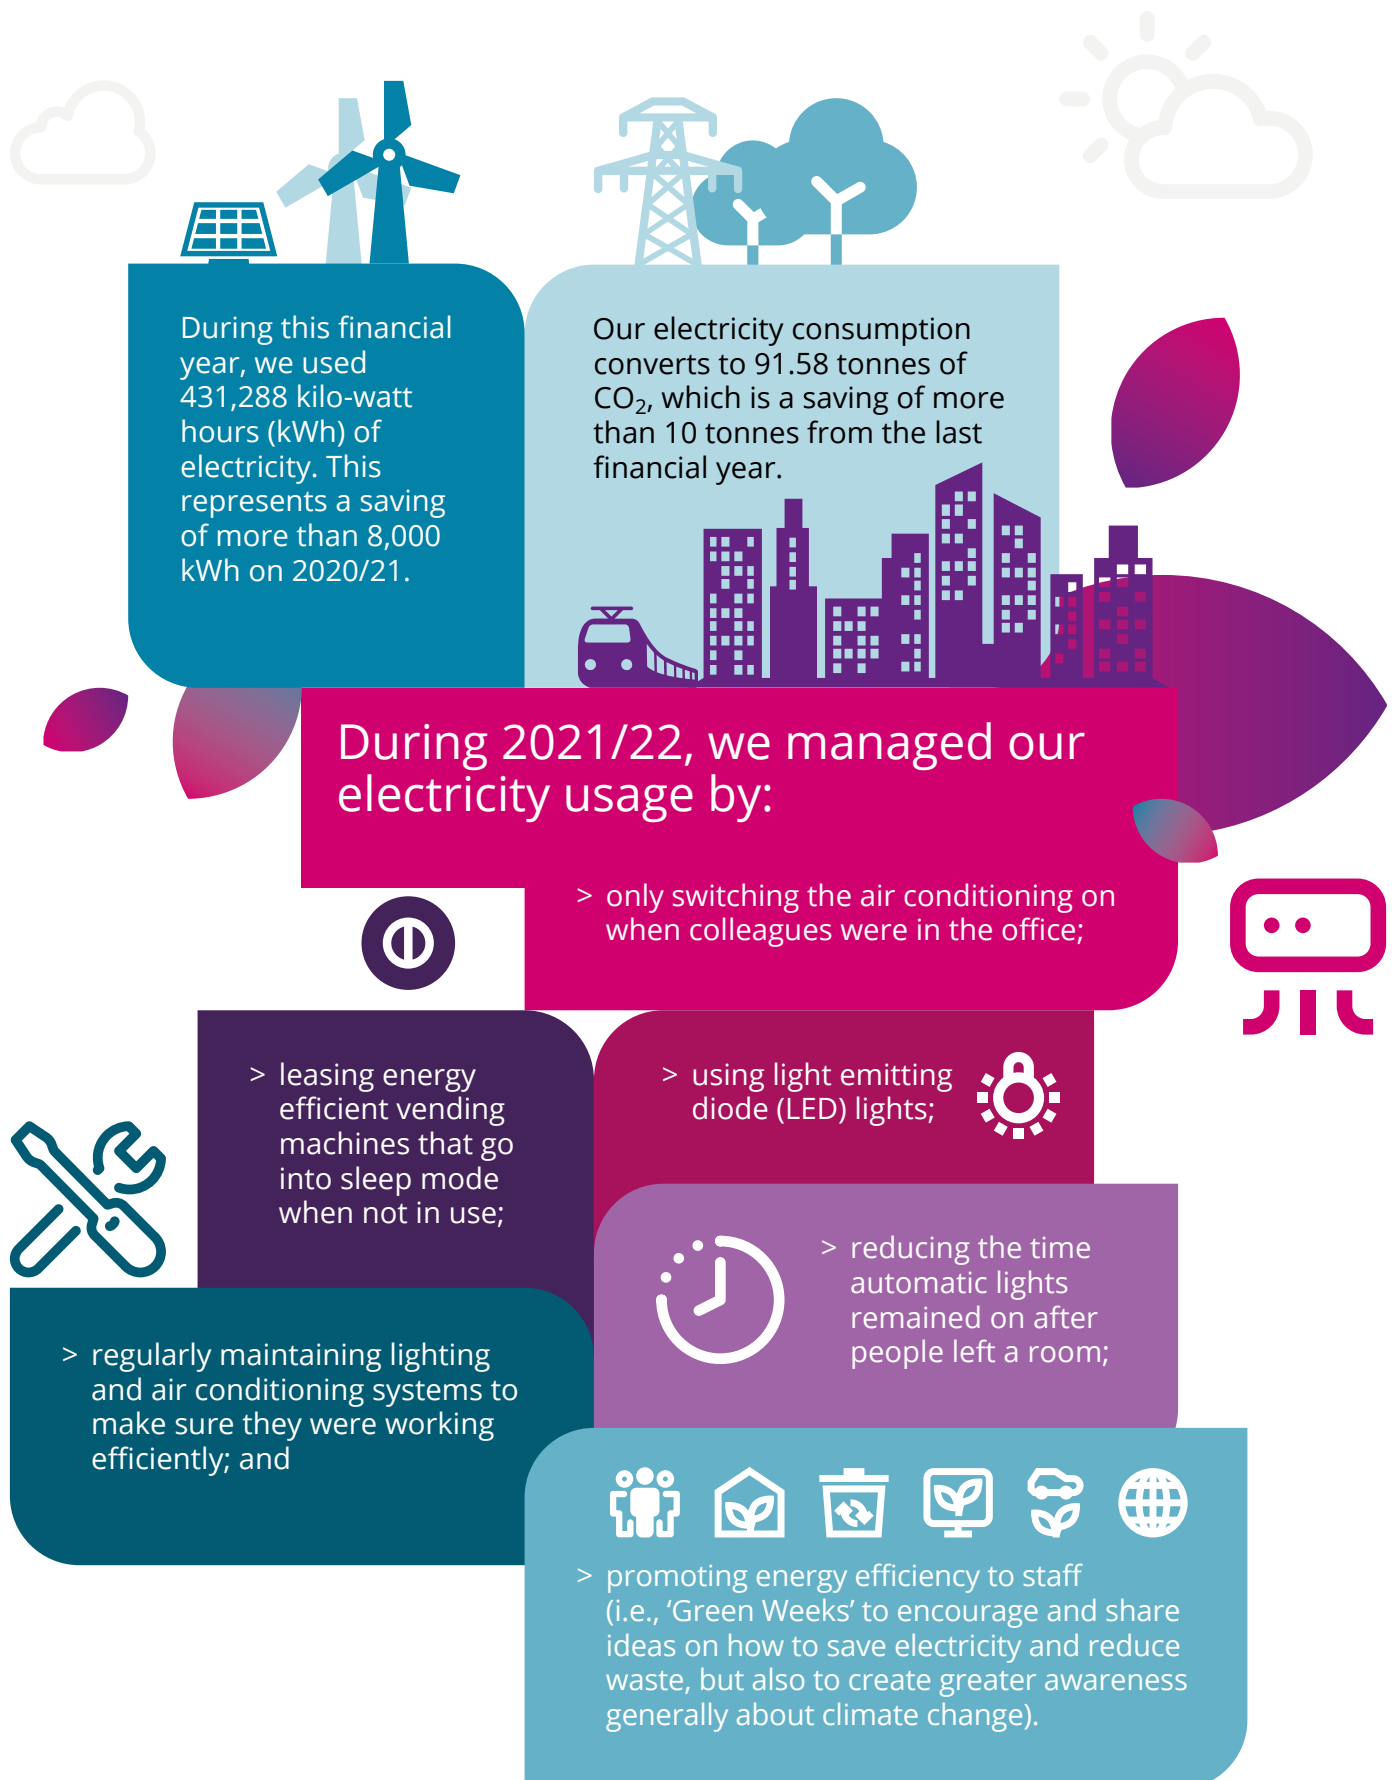 During this financial
year, we used
431,288 kilo-watt
hours (kWh) of
electricity. This
represents a saving
of more than 8,000
kWh on 2020/21.
Our electricity consumption
converts to 91.58 tonnes of
CO₂, which is a saving of more
than 10 tonnes from the last
financial year.
During 2021/22, we managed our
electricity usage by:
> only switching the air conditioning on
when colleagues were in the office;
> leasing energy
efficient vending
machines that go
into sleep mode
when not in use;
> using light emitting
diode (LED) lights;
> reducing the time
automatic lights
remained on after
people left a room;
> regularly maintaining lighting
and air conditioning systems to
make sure they were working
efficiently; and
> promoting energy efficiency to staff
(i.e., ‘Green Weeks’ to encourage and share
ideas on how to save electricity and reduce
waste, but also to create greater awareness
generally about climate change).